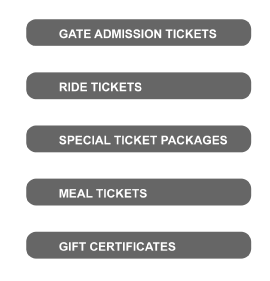 GATE ADMISSION TICKETS
RIDE TICKETS
SPECIAL TICKET PACKAGES
MEAL TICKETS
GIFT CERTIFICATES